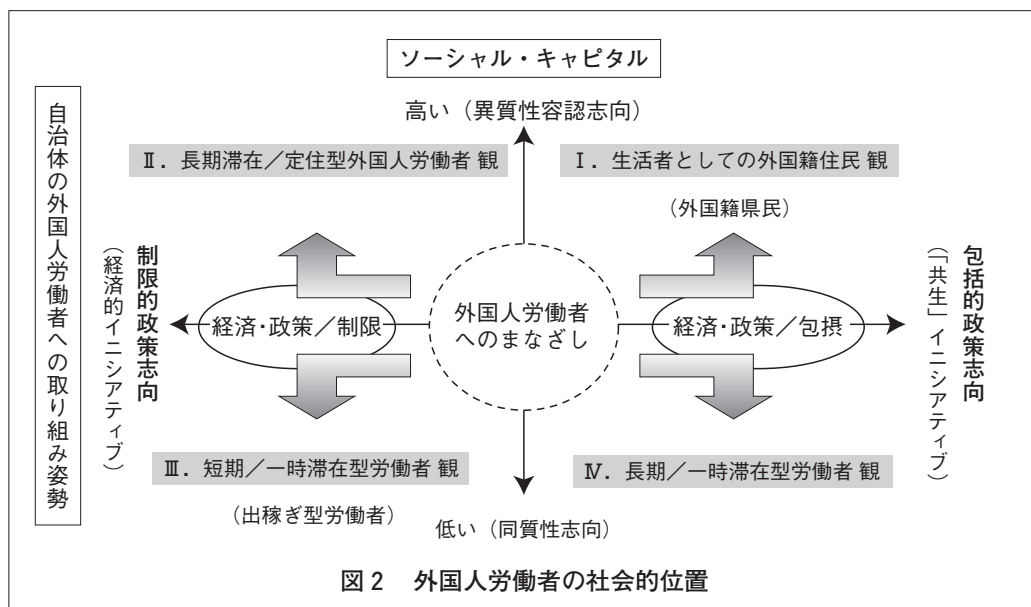 ソーシャル・キャピタル
高い（異質性容認志向）
Ⅱ．長期滞在／定住型外国人労働者 観
Ⅰ．生活者としての外国籍住民 観
（外国籍県民）
自治体の外国人労働者への取り組み姿勢
制限的政策志向
（経済的イニシアティブ）
経済・政策／制限
外国人労働者
へのまなざし
経済・政策／包摂
包括的政策志向
（「共生」イニシアティブ）
Ⅲ．短期／一時滞在型労働者 観
（出稼ぎ型労働者）
Ⅳ．長期／一時滞在型労働者 観
低い（同質性志向）
図2　外国人労働者の社会的位置